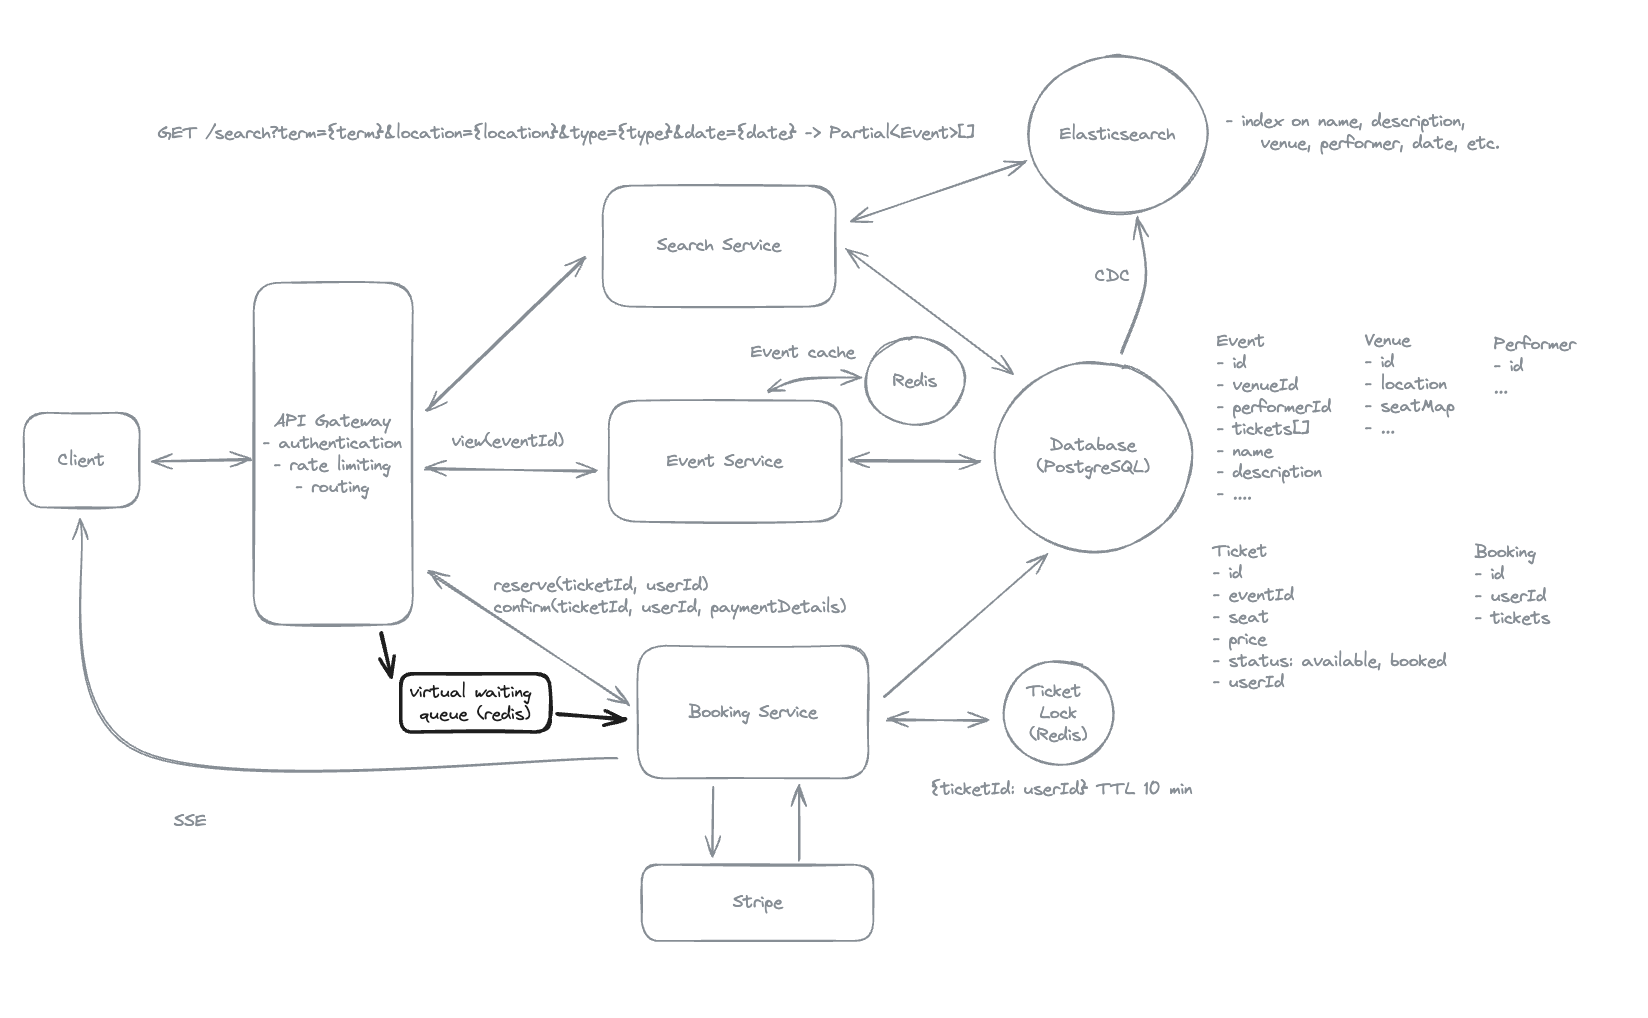 GET /search?term={term}&location={location}&type={type}&date={date} -> Partial<Event>[]
Elasticsearch
- index on name, description,
venue, performer, date, etc.
Search Service
CDC
Event cache
Redis
Client
API Gateway
- authentication
- rate limiting
- routing
view(eventId)
Event Service
Database
(PostgreSQL)
Event
- id
- venueId
- performerId
- tickets[]
- name
- description
- ....
Venue
- id
- location
- seatMap
- ...
Performer
- id
...
reserve(ticketId, userId)
confirm(ticketId, userId, paymentDetails)
virtual waiting
queue (redis)
Booking Service
Ticket
Lock
(Redis)
{ticketId: userId} TTL 10 min
Ticket
- id
- eventId
- seat
- price
- status: available, booked
- userId
Booking
- id
- userId
- tickets
SSE
Stripe